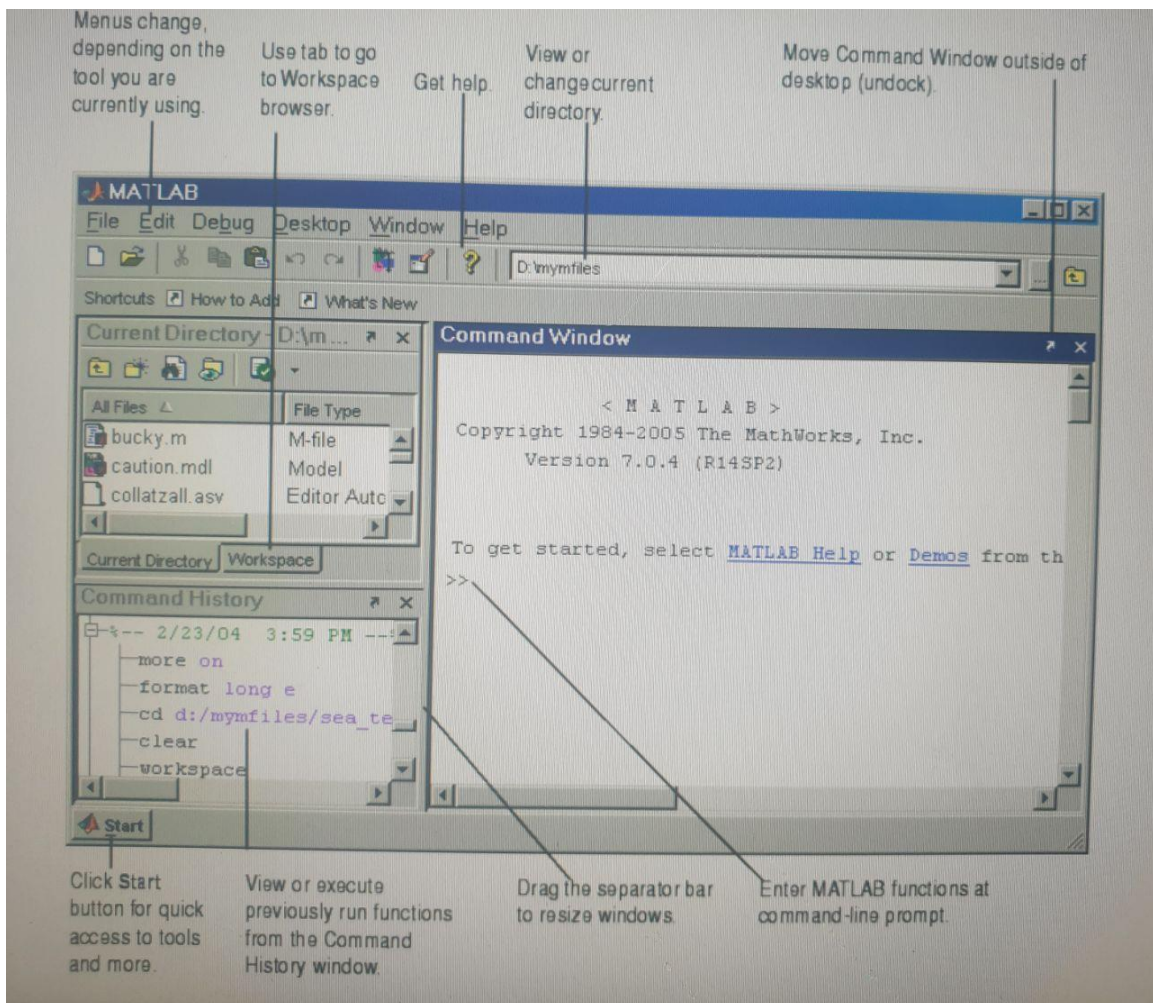 Menus change,
depending on the
tool you are
currently using.
Use tab to go
to Workspace
browser.
Get help.
View or
change current
directory.
Move Command Window outside of
desktop (undock).
MATLAB
File Edit Debug Desktop Window Help
D:\mymfiles
...
Shortcuts How to Add What's New
Current Directory - D:\m...
All Files File Type
bucky.m M-file
caution.mdl Model
collatzall.asv Editor Autc
Current Directory Workspace
Command History
%-- 2/23/04 3:59 PM --%
more on
format long e
cd d:/mymfiles/sea_te
clear
workspace
Start
Command Window
< M A T L A B >
Copyright 1984-2005 The MathWorks, Inc.
Version 7.0.4 (R14SP2)
To get started, select MATLAB Help or Demos from th
>>
Click Start
button for quick
access to tools
and more.
View or execute
previously run functions
from the Command
History window.
Drag the separator bar
to resize windows.
Enter MATLAB functions at
command-line prompt.